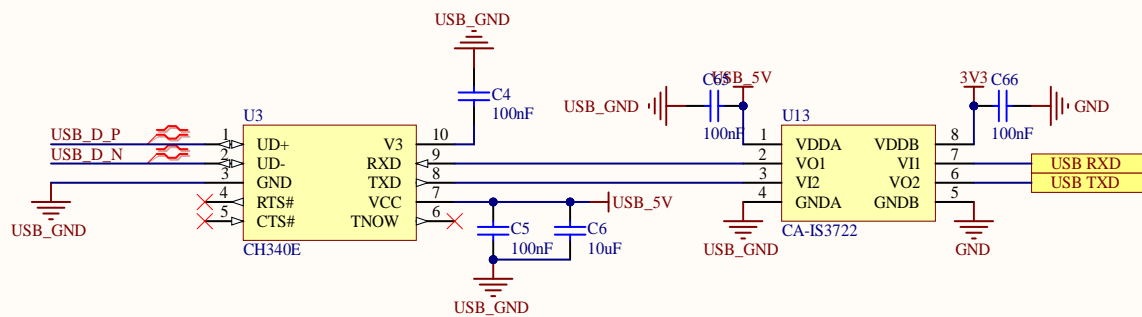 USB_GND
C4
100nF
C65
USB_5V
USB_GND
100nF
3V3
C66
GND
100nF
U3
U13
USB_D_P
1
UD+
V3
10
1
VDDA
VDDB
8
USB_D_N
2
UD-
RXD
9
2
VO1
VI1
7
USB RXD
3
GND
TXD
8
3
VI2
VO2
6
USB TXD
4
RTS#
VCC
7
USB_5V
4
GNDA
GNDB
5
5
CTS#
TNOW
6
USB_GND
C5
100nF
C6
10uF
CH340E
CA-IS3722
USB_GND
GND
USB_GND